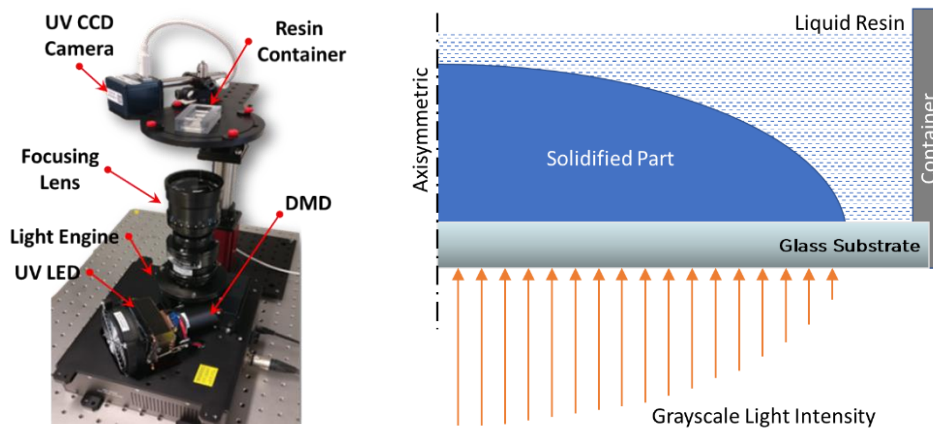 UV CCD
Camera
Resin
Container
Focusing
Lens
DMD
Light Engine
UV LED
Liquid Resin
Axisymmetric
Solidified Part
Container
Glass Substrate
Grayscale Light Intensity